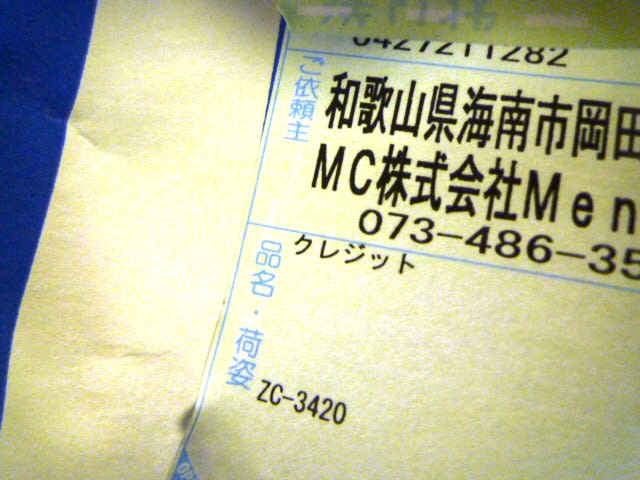 0427211282
ご依頼主
和歌山県海南市岡田
MC株式会社Men
073-486-35
品名・荷姿
クレジット
ZC-3420